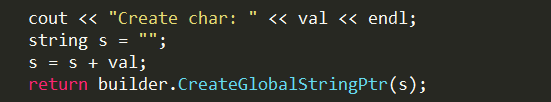 cout << "Create char: " << val << endl;
string s = "";
s = s + val;
return builder.CreateGlobalStringPtr(s);